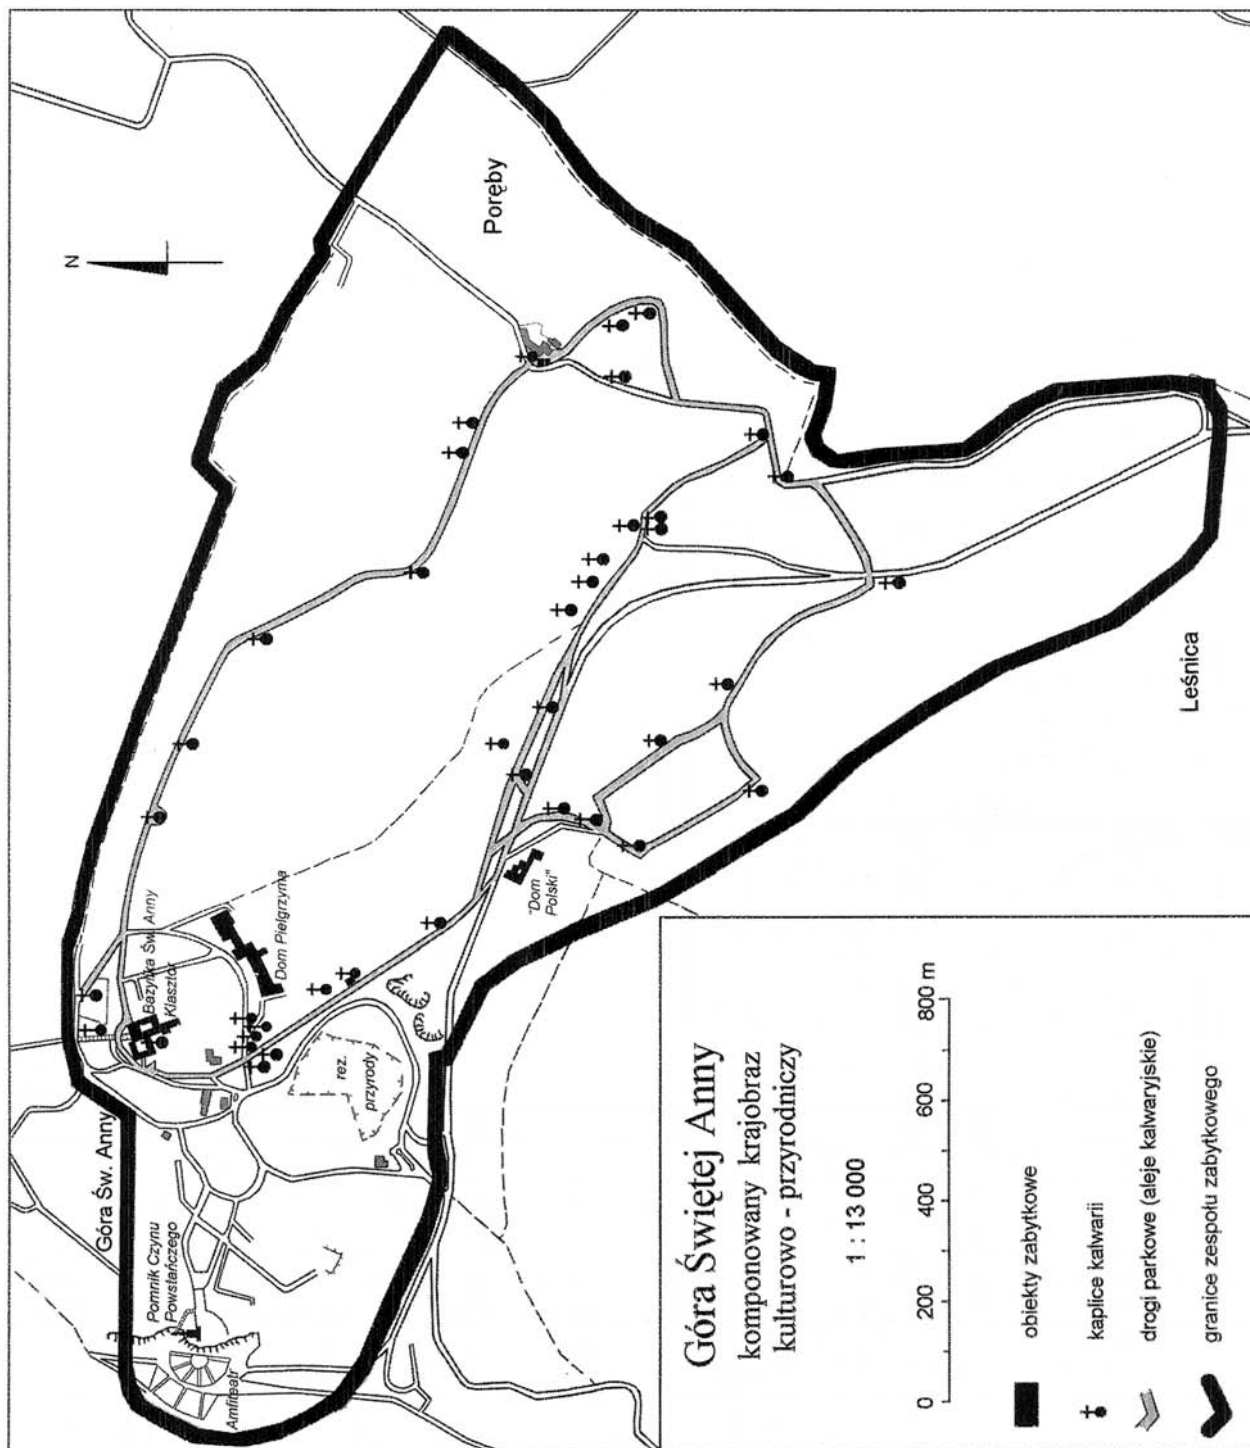 N
Poręby
Góra Św. Anny
Bazylika Św. Anny
Klasztor
Dom Pielgrzyma
Pomnik Czynu
Powstańczego
Amfiteatr
rez.
przyrody
"Dom
Polski"
Leśnica
Góra Świętej Anny
komponowany krajobraz
kulturowo - przyrodniczy
1 : 13 000
0 200 400 600 800 m
obiekty zabytkowe
kaplice kalwarii
drogi parkowe (aleje kalwaryjskie)
granice zespołu zabytkowego